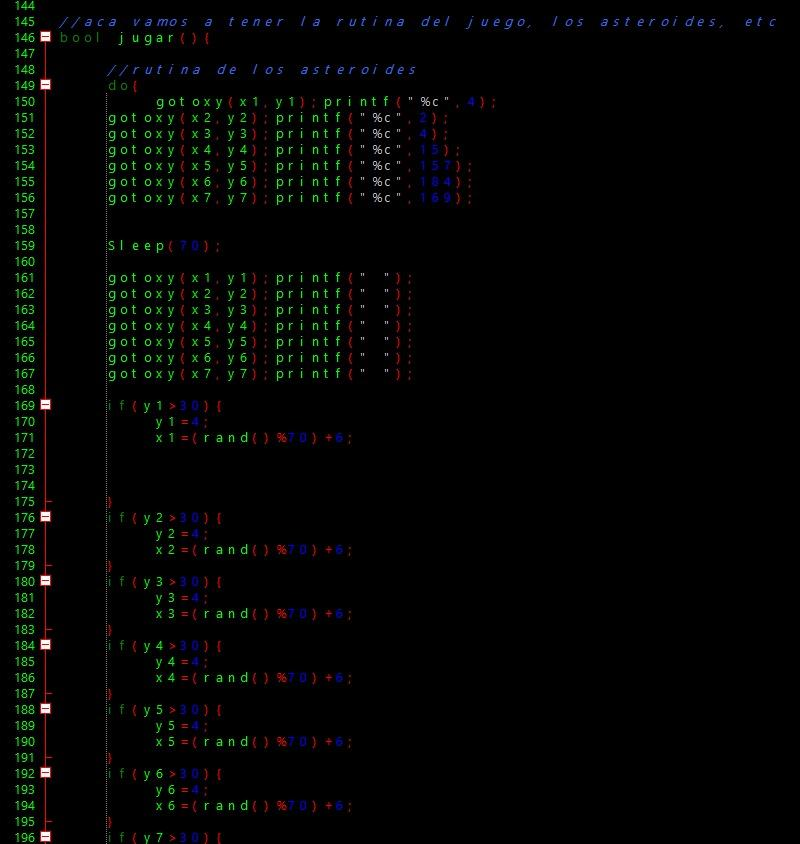 144
145 //aca vamos a tener la rutina del juego, los asteroides, etc
146 bool jugar(){
147
148 //rutina de los asteroides
149 do{
150 gotoxy(x1,y1);printf("%c",4);
151 gotoxy(x2,y2);printf("%c",2);
152 gotoxy(x3,y3);printf("%c",4);
153 gotoxy(x4,y4);printf("%c",15);
154 gotoxy(x5,y5);printf("%c",157);
155 gotoxy(x6,y6);printf("%c",184);
156 gotoxy(x7,y7);printf("%c",169);
157
158
159 Sleep(70);
160
161 gotoxy(x1,y1);printf(" ");
162 gotoxy(x2,y2);printf(" ");
163 gotoxy(x3,y3);printf(" ");
164 gotoxy(x4,y4);printf(" ");
165 gotoxy(x5,y5);printf(" ");
166 gotoxy(x6,y6);printf(" ");
167 gotoxy(x7,y7);printf(" ");
168
169 if(y1>30){
170 y1=4;
171 x1=(rand()%70)+6;
172
173
174
175 }
176 if(y2>30){
177 y2=4;
178 x2=(rand()%70)+6;
179 }
180 if(y3>30){
181 y3=4;
182 x3=(rand()%70)+6;
183 }
184 if(y4>30){
185 y4=4;
186 x4=(rand()%70)+6;
187 }
188 if(y5>30){
189 y5=4;
190 x5=(rand()%70)+6;
191 }
192 if(y6>30){
193 y6=4;
194 x6=(rand()%70)+6;
195 }
196 if(y7>30){